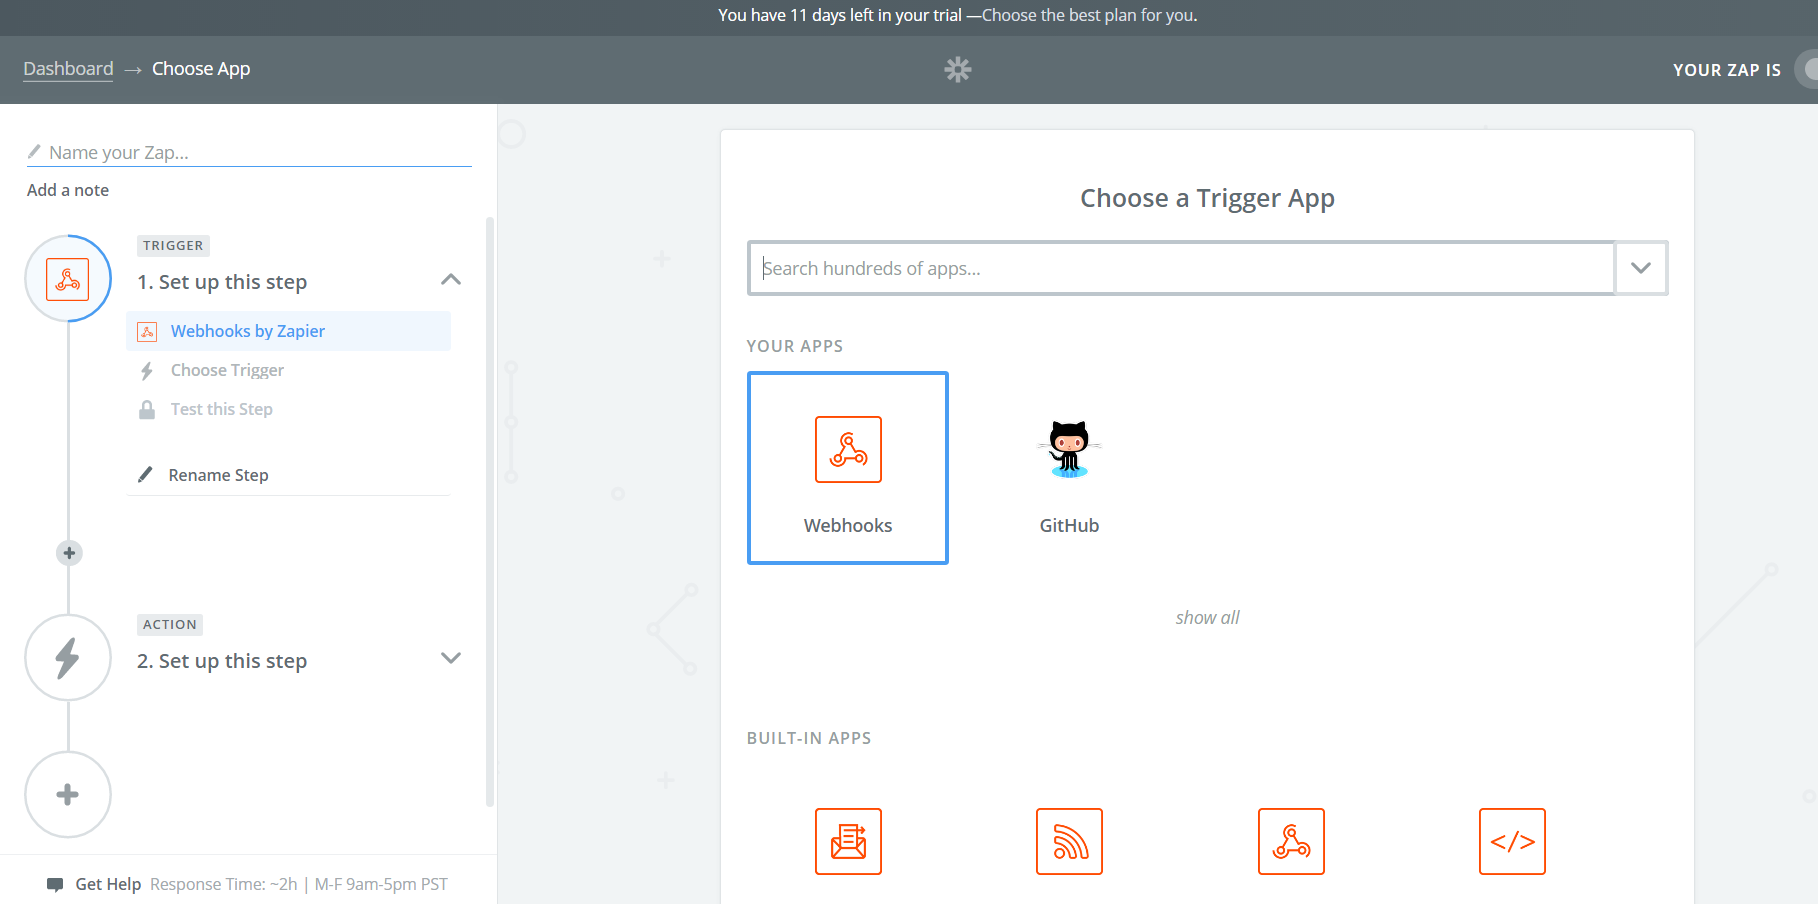 You have 11 days left in your trial —Choose the best plan for you.
Dashboard → Choose App
YOUR ZAP IS
Name your Zap...
Add a note
TRIGGER
1. Set up this step
Webhooks by Zapier
Choose Trigger
Test this Step
Rename Step
ACTION
2. Set up this step
Get Help Response Time: ~2h | M-F 9am-5pm PST
Choose a Trigger App
Search hundreds of apps...
YOUR APPS
Webhooks
GitHub
show all
BUILT-IN APPS
</>